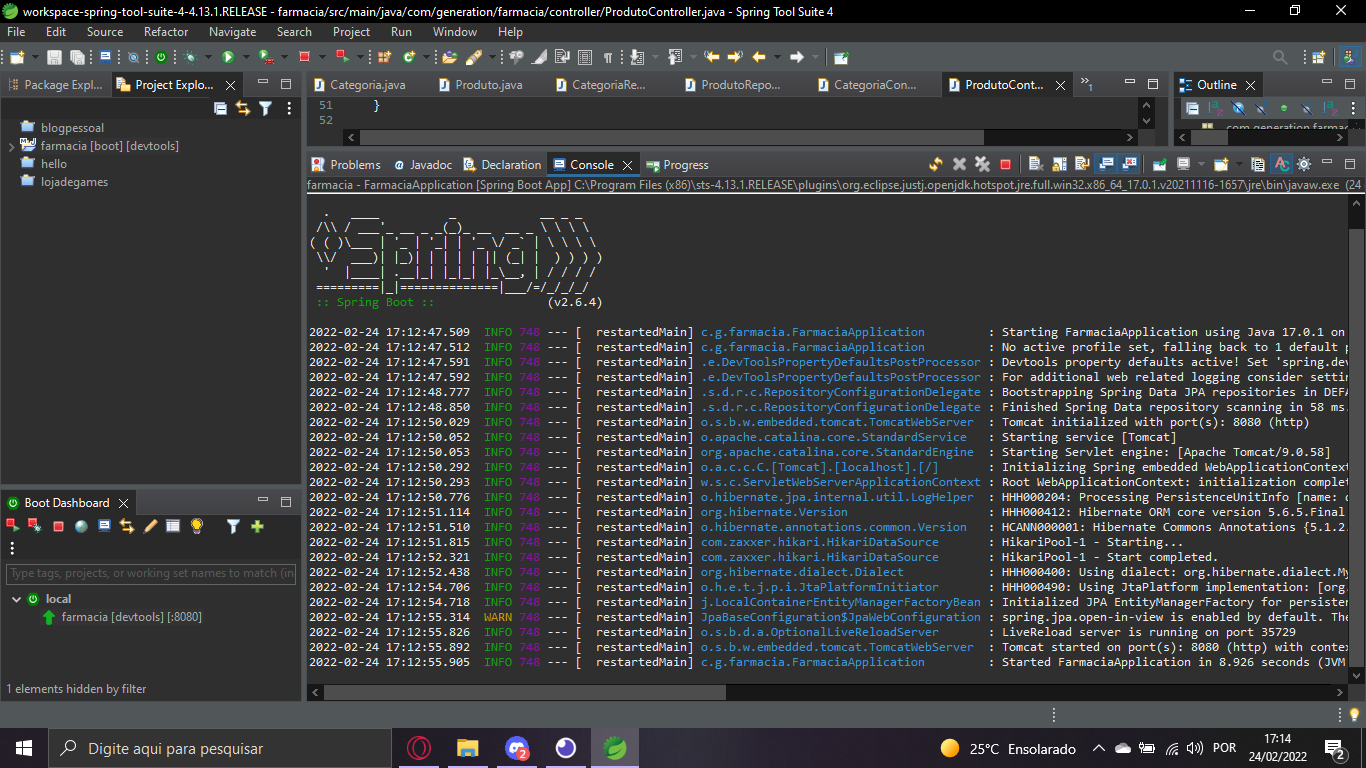 workspace-spring-tool-suite-4-4.13.1.RELEASE - farmacia/src/main/java/com/generation/farmacia/controller/ProdutoController.java - Spring Tool Suite 4
File Edit Source Refactor Navigate Search Project Run Window Help
Package Expl... Project Explo...
Categoria.java Produto.java CategoriaRe... ProdutoRepo... CategoriaCon... ProdutoCont... 1
Outline
51 }
52
com.generation.farmac
blogpessoal
farmacia [boot] [devtools]
hello
lojadegames
Problems @ Javadoc Declaration Console Progress
farmacia - FarmaciaApplication [Spring Boot App] C:\Program Files (x86)\sts-4.13.1.RELEASE\plugins\org.eclipse.justj.openjdk.hotspot.jre.full.win32.x86_64_17.0.1.v20211116-1657\jre\bin\javaw.exe (24
Spring
:: Spring Boot :: (v2.6.4)
2022-02-24 17:12:47.509 INFO 748 --- [ restartedMain] c.g.farmacia.FarmaciaApplication : Starting FarmaciaApplication using Java 17.0.1 on
2022-02-24 17:12:47.512 INFO 748 --- [ restartedMain] c.g.farmacia.FarmaciaApplication : No active profile set, falling back to 1 default p
2022-02-24 17:12:47.591 INFO 748 --- [ restartedMain] .e.DevToolsPropertyDefaultsPostProcessor : Devtools property defaults active! Set 'spring.dev
2022-02-24 17:12:47.592 INFO 748 --- [ restartedMain] .e.DevToolsPropertyDefaultsPostProcessor : For additional web related logging consider settin
2022-02-24 17:12:48.777 INFO 748 --- [ restartedMain] .s.d.r.c.RepositoryConfigurationDelegate : Bootstrapping Spring Data JPA repositories in DEFA
2022-02-24 17:12:48.850 INFO 748 --- [ restartedMain] .s.d.r.c.RepositoryConfigurationDelegate : Finished Spring Data repository scanning in 58 ms.
2022-02-24 17:12:50.029 INFO 748 --- [ restartedMain] o.s.b.w.embedded.tomcat.TomcatWebServer : Tomcat initialized with port(s): 8080 (http)
2022-02-24 17:12:50.052 INFO 748 --- [ restartedMain] o.apache.catalina.core.StandardService : Starting service [Tomcat]
2022-02-24 17:12:50.053 INFO 748 --- [ restartedMain] org.apache.catalina.core.StandardEngine : Starting Servlet engine: [Apache Tomcat/9.0.58]
2022-02-24 17:12:50.292 INFO 748 --- [ restartedMain] o.a.c.c.C.[Tomcat].[localhost].[/] : Initializing Spring embedded WebApplicationContext
2022-02-24 17:12:50.293 INFO 748 --- [ restartedMain] w.s.c.ServletWebServerApplicationContext : Root WebApplicationContext: initialization complet
2022-02-24 17:12:50.776 INFO 748 --- [ restartedMain] o.hibernate.jpa.internal.util.LogHelper : HHH000204: Processing PersistenceUnitInfo [name: d
2022-02-24 17:12:51.114 INFO 748 --- [ restartedMain] org.hibernate.Version : HHH000412: Hibernate ORM core version 5.6.5.Final
2022-02-24 17:12:51.510 INFO 748 --- [ restartedMain] o.hibernate.annotations.common.Version : HCANN000001: Hibernate Commons Annotations {5.1.2.
2022-02-24 17:12:51.815 INFO 748 --- [ restartedMain] com.zaxxer.hikari.HikariDataSource : HikariPool-1 - Starting...
2022-02-24 17:12:52.321 INFO 748 --- [ restartedMain] com.zaxxer.hikari.HikariDataSource : HikariPool-1 - Start completed.
2022-02-24 17:12:52.438 INFO 748 --- [ restartedMain] org.hibernate.dialect.Dialect : HHH000400: Using dialect: org.hibernate.dialect.My
2022-02-24 17:12:54.706 INFO 748 --- [ restartedMain] o.h.e.t.j.p.i.JtaPlatformInitiator : HHH000490: Using JtaPlatform implementation: [org.
2022-02-24 17:12:54.718 INFO 748 --- [ restartedMain] j.LocalContainerEntityManagerFactoryBean : Initialized JPA EntityManagerFactory for persisten
2022-02-24 17:12:55.314 WARN 748 --- [ restartedMain] JpaBaseConfiguration$JpaWebConfiguration : spring.jpa.open-in-view is enabled by default. The
2022-02-24 17:12:55.826 INFO 748 --- [ restartedMain] o.s.b.d.a.OptionalLiveReloadServer : LiveReload server is running on port 35729
2022-02-24 17:12:55.892 INFO 748 --- [ restartedMain] o.s.b.w.embedded.tomcat.TomcatWebServer : Tomcat started on port(s): 8080 (http) with contex
2022-02-24 17:12:55.905 INFO 748 --- [ restartedMain] c.g.farmacia.FarmaciaApplication : Started FarmaciaApplication in 8.926 seconds (JVM
Boot Dashboard
Type tags, projects, or working set names to match (in
local
farmacia [devtools] [:8080]
1 elements hidden by filter
Digite aqui para pesquisar
2
25°C Ensolarado
POR
17:14
24/02/2022
2